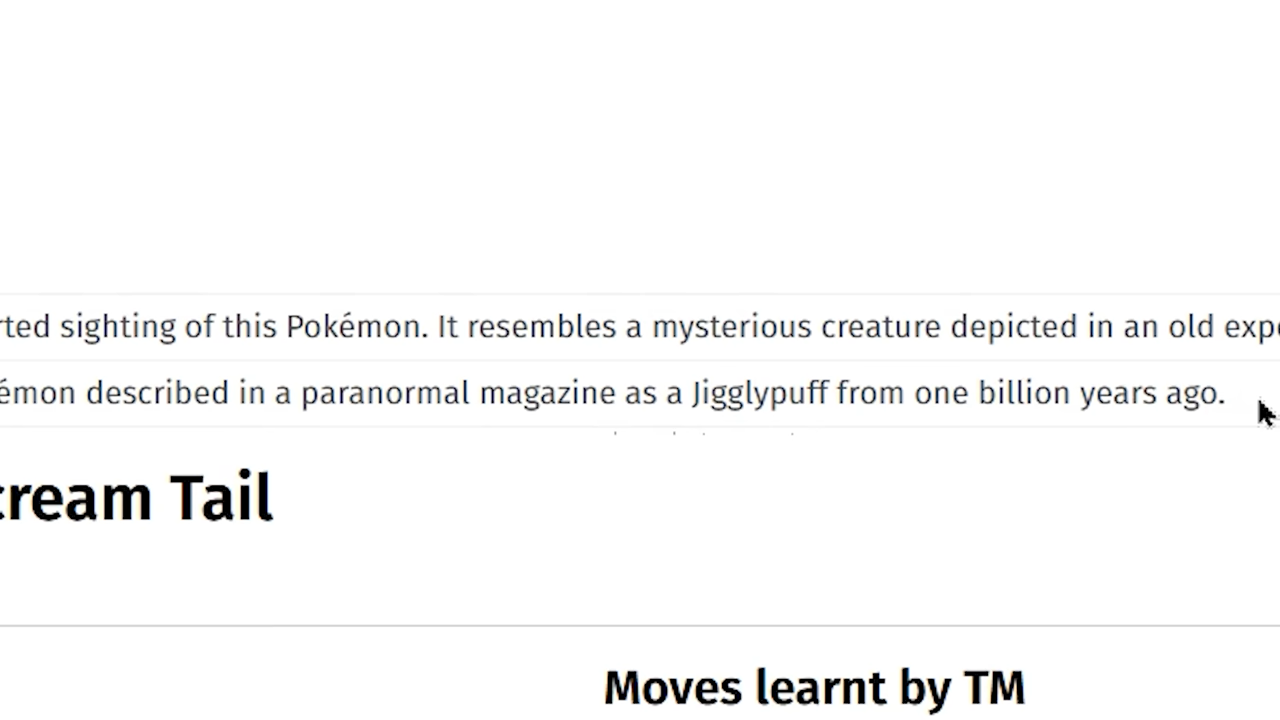 rted sighting of this Pokémon. It resembles a mysterious creature depicted in an old expe
émon described in a paranormal magazine as a Jigglypuff from one billion years ago.
cream Tail
Moves learnt by TM